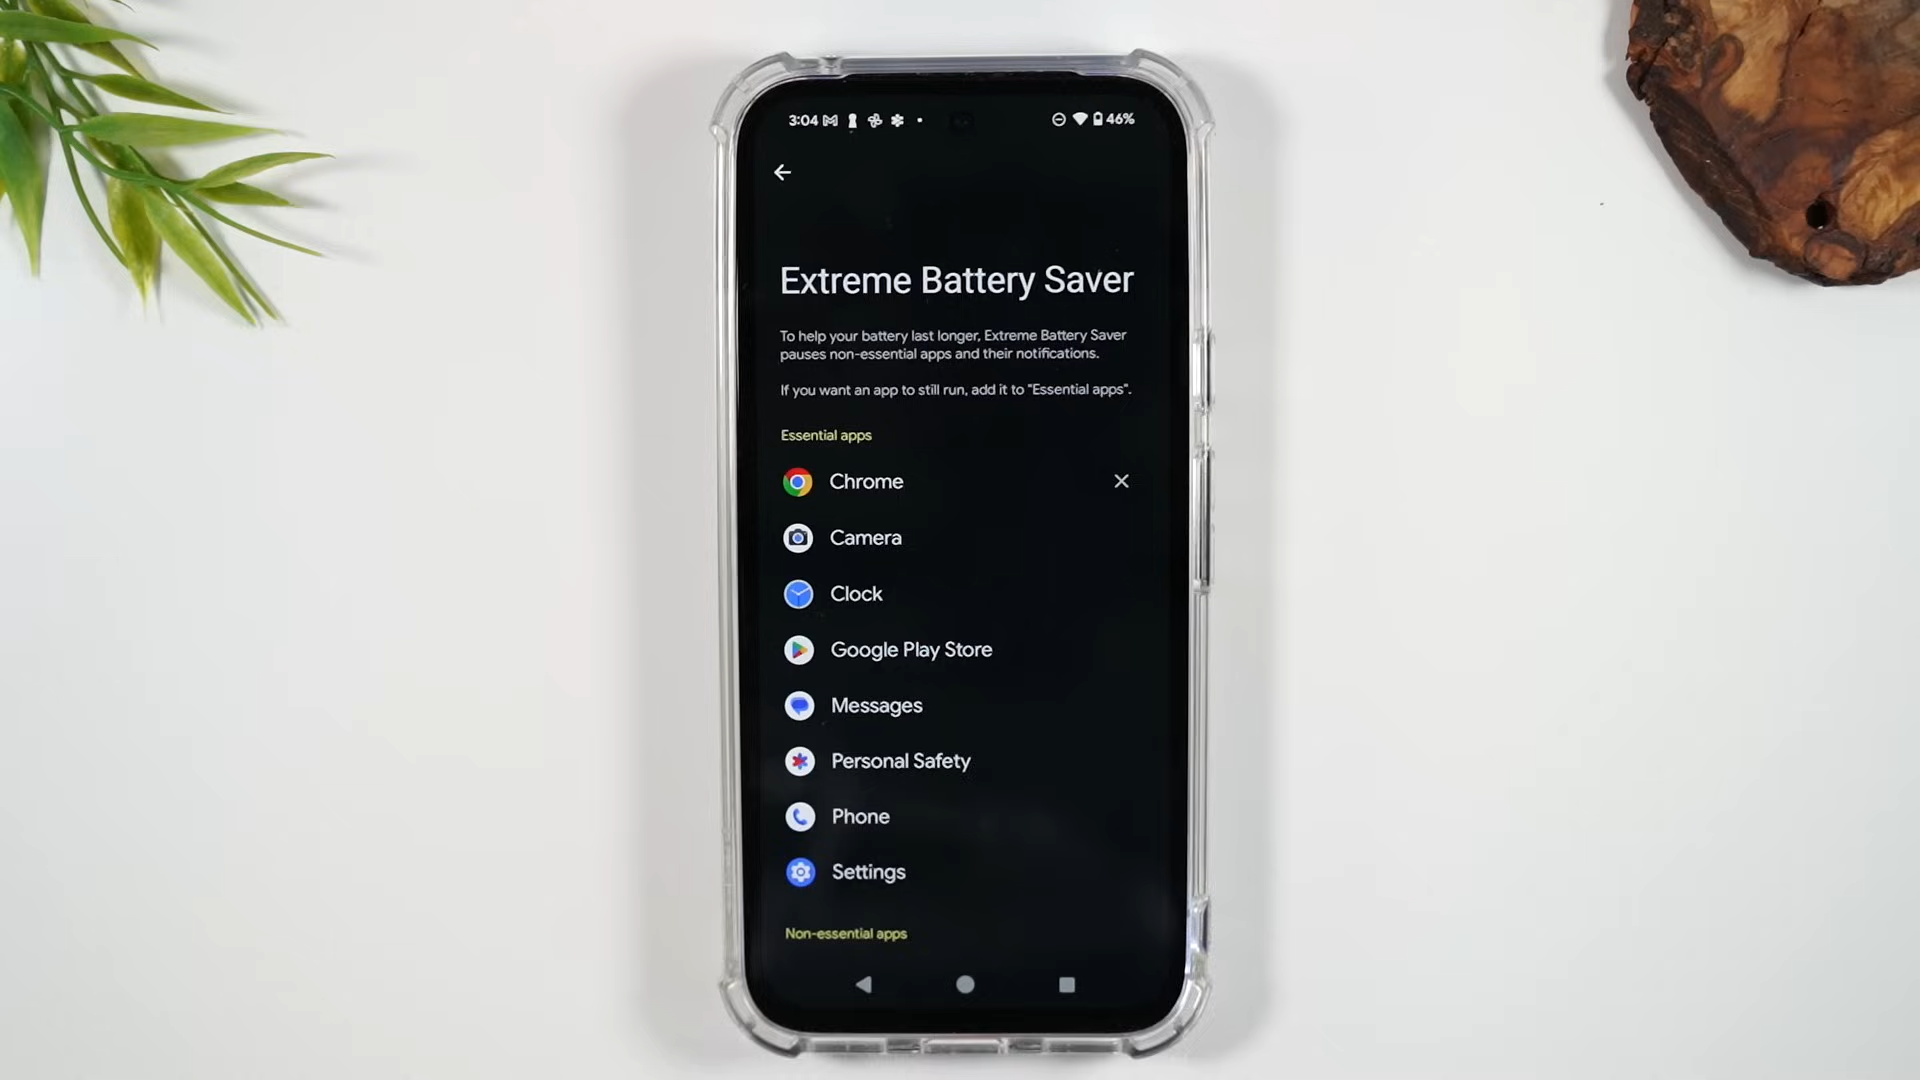 3:04
46%
Extreme Battery Saver
To help your battery last longer, Extreme Battery Saver
pauses non-essential apps and their notifications.
If you want an app to still run, add it to "Essential apps".
Essential apps
Chrome
Camera
Clock
Google Play Store
Messages
Personal Safety
Phone
Settings
Non-essential apps